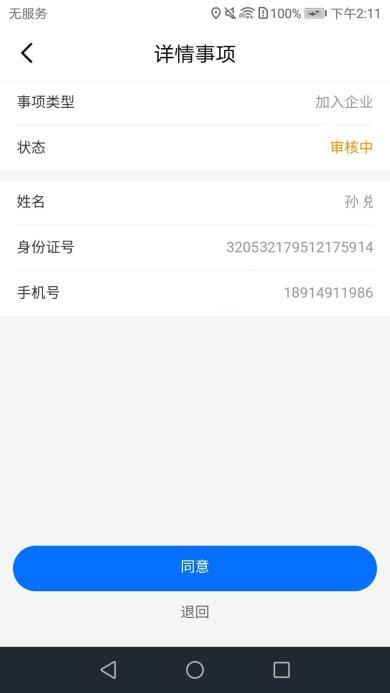 无服务 100% 下午2:11
详情事项
事项类型 加入企业
状态 审核中
姓名 孙
身份证号 320532179512175914
手机号 18914911986
同意
退回